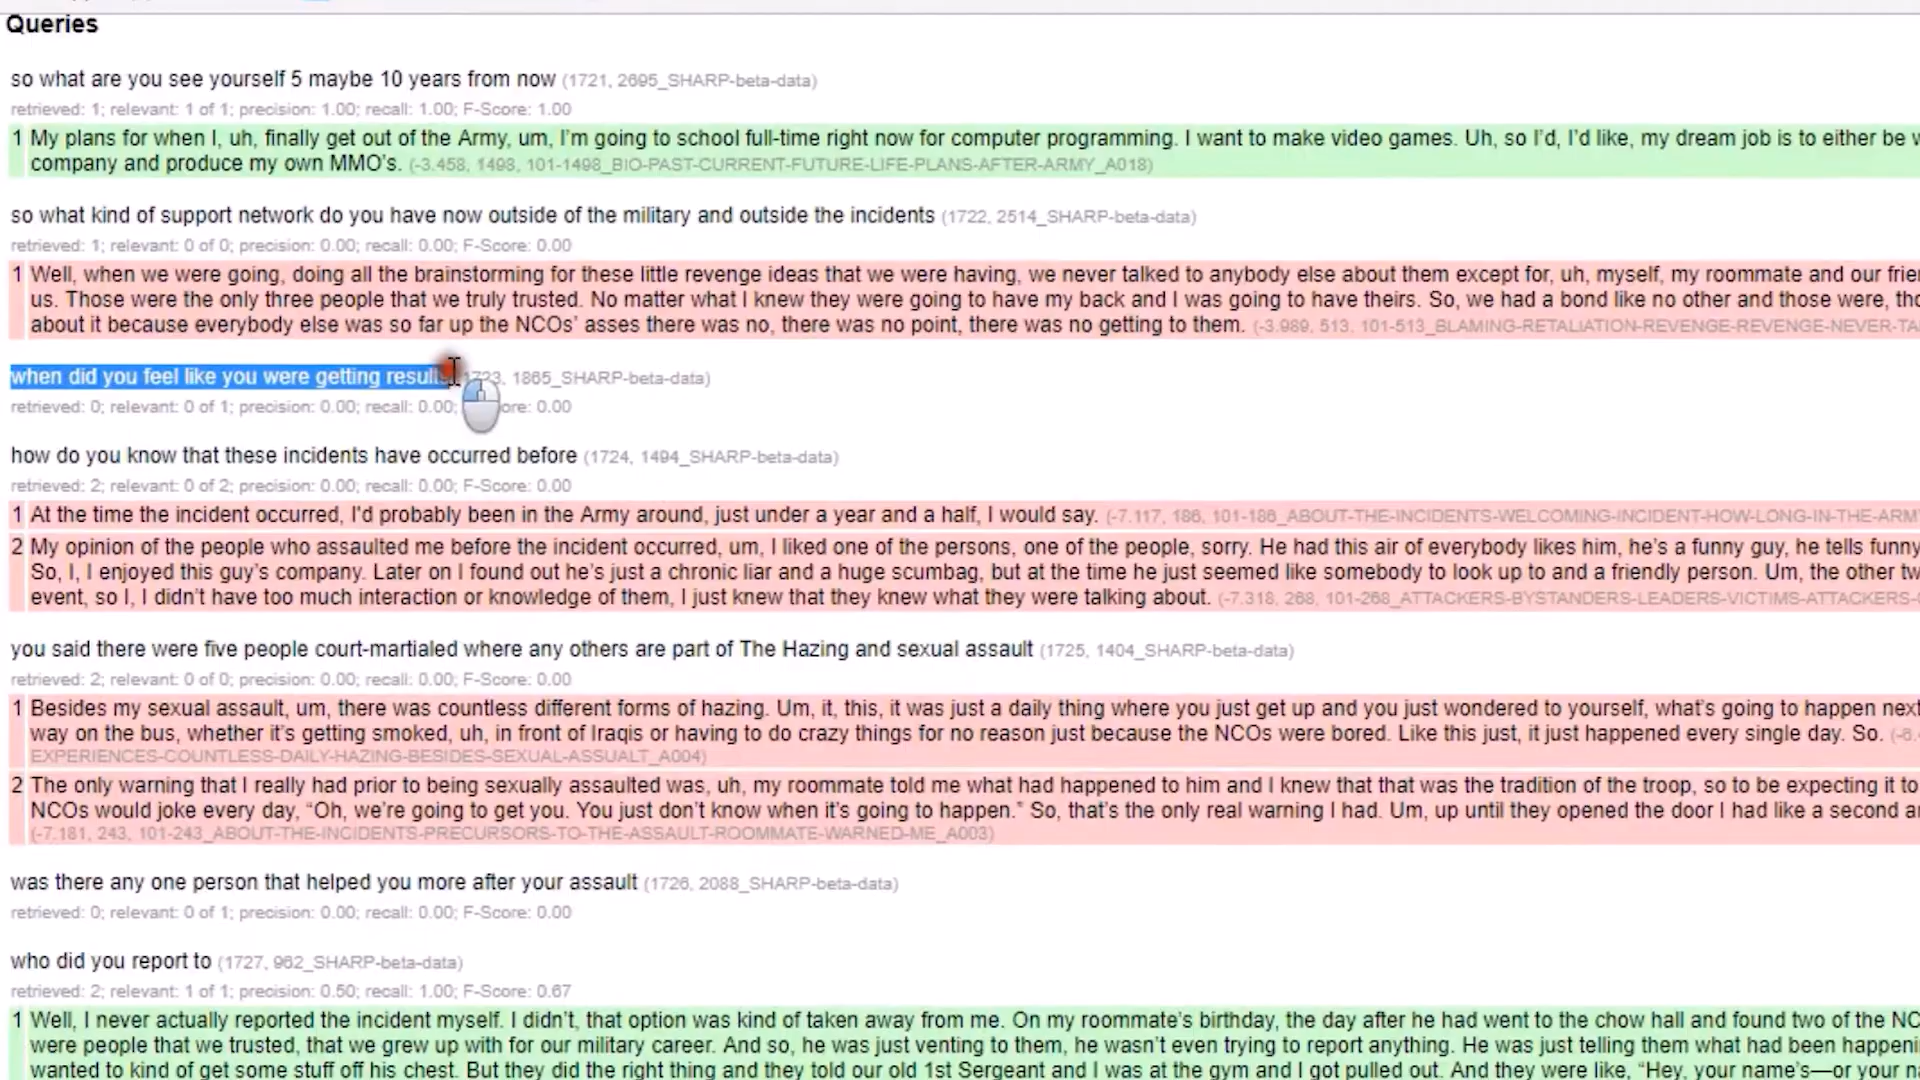 Queries
so what are you see yourself 5 maybe 10 years from now (1721, 2695_SHARP-beta-data)
retrieved: 1; relevant: 1 of 1; precision: 1.00; recall: 1.00; F-Score: 1.00
1 My plans for when I, uh, finally get out of the Army, um, I'm going to school full-time right now for computer programming. I want to make video games. Uh, so I'd, I'd like, my dream job is to either be
company and produce my own MMO's. (-3.458, 1498, 101-1498_BIO-PAST-CURRENT-FUTURE-LIFE-PLANS-AFTER-ARMY_A018)
so what kind of support network do you have now outside of the military and outside the incidents (1722, 2514_SHARP-beta-data)
retrieved: 1; relevant: 0 of 0; precision: 0.00; recall: 0.00; F-Score: 0.00
1 Well, when we were going, doing all the brainstorming for these little revenge ideas that we were having, we never talked to anybody else about them except for, uh, myself, my roommate and our
us. Those were the only three people that we truly trusted. No matter what I knew they were going to have my back and I was going to have theirs. So, we had a bond like no other and those were,
about it because everybody else was so far up the NCOs' asses there was no, there was no point, there was no getting to them. (-3.989, 513, 101-513_BLAMING-RETALIATION-REVENGE-REVENGE-NEVER-TA
when did you feel like you were getting results 1723, 1865_SHARP-beta-data)
retrieved: 0; relevant: 0 of 1; precision: 0.00; recall: 0.00; ore: 0.00
how do you know that these incidents have occurred before (1724, 1494_SHARP-beta-data)
retrieved: 2; relevant: 0 of 2; precision: 0.00; recall: 0.00; F-Score: 0.00
1 At the time the incident occurred, I'd probably been in the Army around, just under a year and a half, I would say. (-7.117, 186, 101-186_ABOUT-THE-INCIDENTS-WELCOMING-INCIDENT-HOW-LONG-IN-THE-ARM
2 My opinion of the people who assaulted me before the incident occurred, um, I liked one of the persons, one of the people, sorry. He had this air of everybody likes him, he's a funny guy, he tells funny
So, I, I enjoyed this guy's company. Later on I found out he's just a chronic liar and a huge scumbag, but at the time he just seemed like somebody to look up to and a friendly person. Um, the other
event, so I, I didn't have too much interaction or knowledge of them, I just knew that they knew what they were talking about. (-7.318, 268, 101-268_ATTACKERS-BYSTANDERS-LEADERS-VICTIMS-ATTACKERS-
you said there were five people court-martialed where any others are part of The Hazing and sexual assault (1725, 1404_SHARP-beta-data)
retrieved: 2; relevant: 0 of 0; precision: 0.00; recall: 0.00; F-Score: 0.00
1 Besides my sexual assault, um, there was countless different forms of hazing. Um, it, this, it was just a daily thing where you just get up and you just wondered to yourself, what's going to happen next
way on the bus, whether it's getting smoked, uh, in front of Iraqis or having to do crazy things for no reason just because the NCOs were bored. Like this just, it just happened every single day. So.
EXPERIENCES-COUNTLESS-DAILY-HAZING-BESIDES-SEXUAL-ASSUALT_A004)
2 The only warning that I really had prior to being sexually assaulted was, uh, my roommate told me what had happened to him and I knew that that was the tradition of the troop, so to be expecting it to
NCOs would joke every day, “Oh, we're going to get you. You just don't know when it's going to happen.” So, that's the only real warning I had. Um, up until they opened the door I had like a second
(-7.181, 243, 101-243_ABOUT-THE-INCIDENTS-PRECURSORS-TO-THE-ASSAULT-ROOMMATE-WARNED-ME_A003)
was there any one person that helped you more after your assault (1726, 2088_SHARP-beta-data)
retrieved: 0; relevant: 0 of 1; precision: 0.00; recall: 0.00; F-Score: 0.00
who did you report to (1727, 962_SHARP-beta-data)
retrieved: 2; relevant: 1 of 1; precision: 0.50; recall: 1.00; F-Score: 0.67
1 Well, I never actually reported the incident myself. I didn't, that option was kind of taken away from me. On my roommate's birthday, the day after he had went to the chow hall and found two of the
were people that we trusted, that we grew up with for our military career. And so, he was just venting to them, he wasn't even trying to report anything. He was just telling them what had been
wanted to kind of get some stuff off his chest. But they did the right thing and they told our old 1st Sergeant and I was at the gym and I got pulled out. And they were like, “Hey, your name's—or your